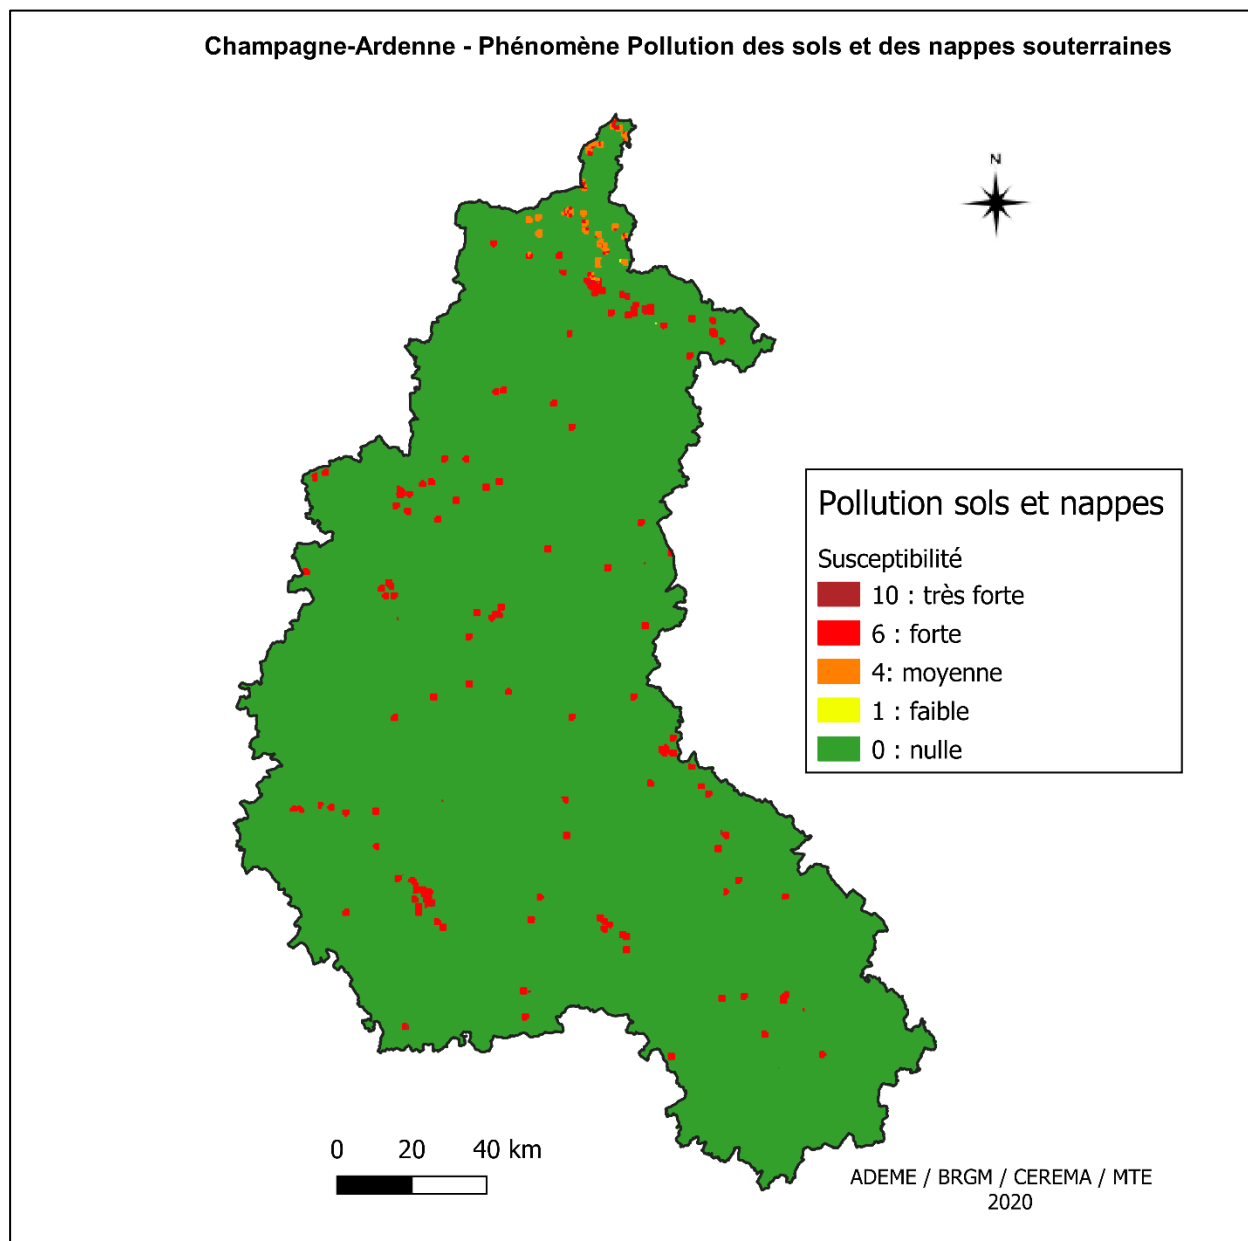 Champagne-Ardenne - Phénomène Pollution des sols et des nappes souterraines
N
Pollution sols et nappes
Susceptibilité
10 : très forte
6 : forte
4: moyenne
1 : faible
0 : nulle
0 20 40 km
ADEME / BRGM / CEREMA / MTE
2020